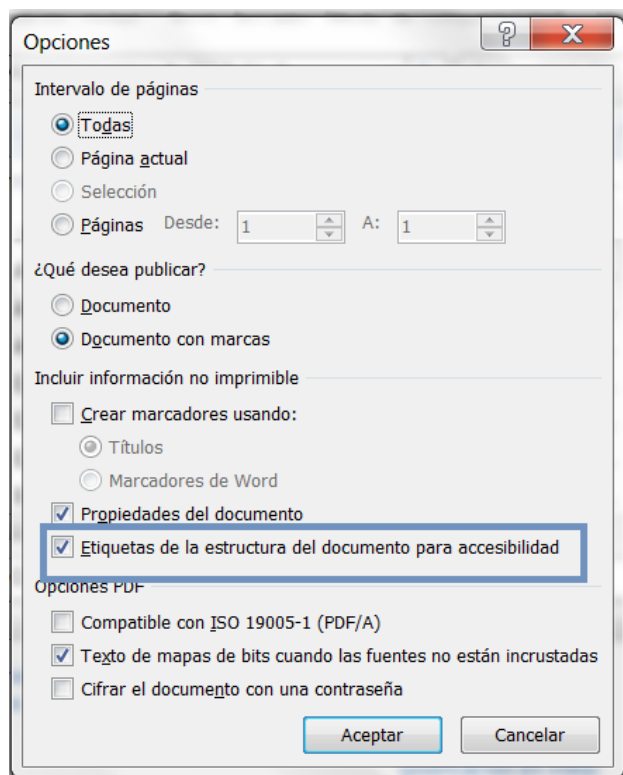 Opciones
Intervalo de páginas
Todas
Página actual
Selección
Páginas Desde: 1 A: 1
¿Qué desea publicar?
Documento
Documento con marcas
Incluir información no imprimible
Crear marcadores usando:
Títulos
Marcadores de Word
Propiedades del documento
Etiquetas de la estructura del documento para accesibilidad
Opciones PDF
Compatible con ISO 19005-1 (PDF/A)
Texto de mapas de bits cuando las fuentes no están incrustadas
Cifrar el documento con una contraseña
Aceptar Cancelar